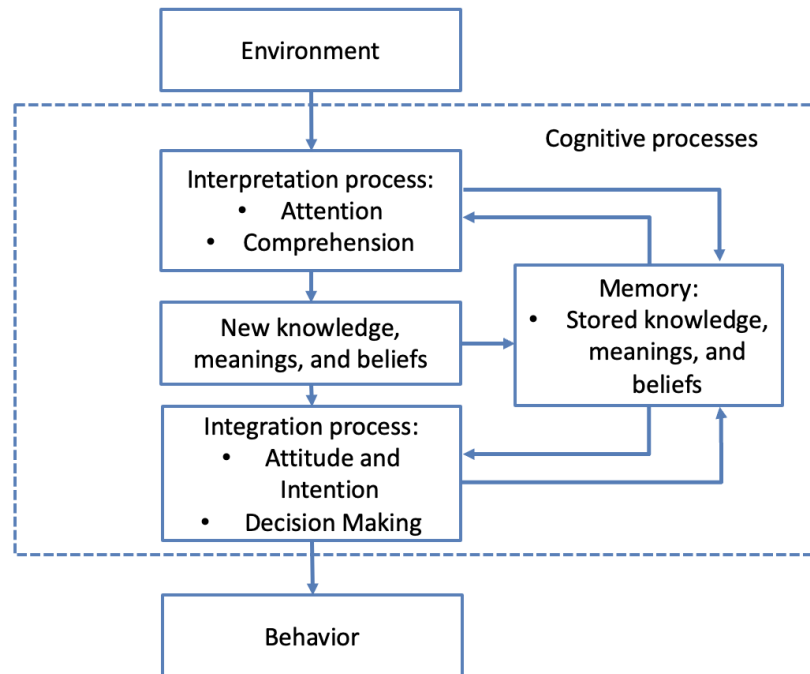 Environment
Cognitive processes
Interpretation process:
• Attention
• Comprehension
Memory:
• Stored knowledge,
meanings, and
beliefs
New knowledge,
meanings, and beliefs
Integration process:
• Attitude and
Intention
• Decision Making
Behavior